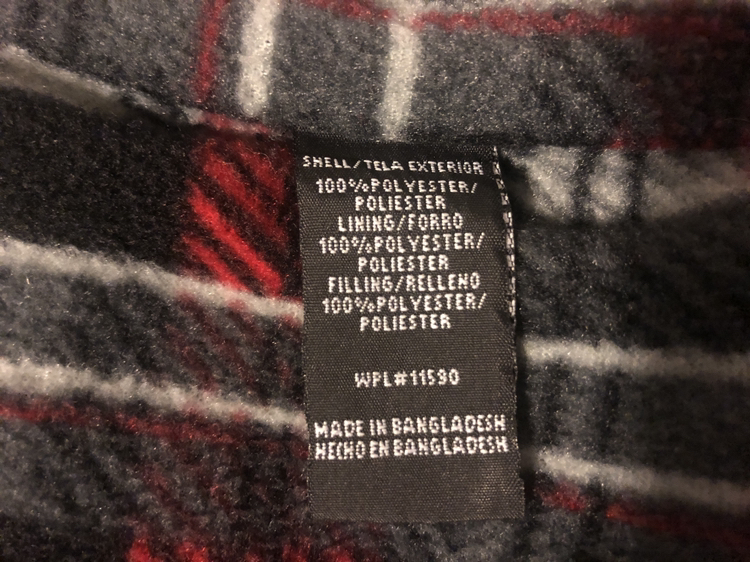 SHELL/TELA EXTERIOR
100%POLYESTER/
POLIESTER
LINING/FORRO
100%POLYESTER/
POLIESTER
FILLING/RELLENO
100%POLYESTER/
POLIESTER
WPL#11590
MADE IN BANGLADESH
HECHO EN BANGLADESH